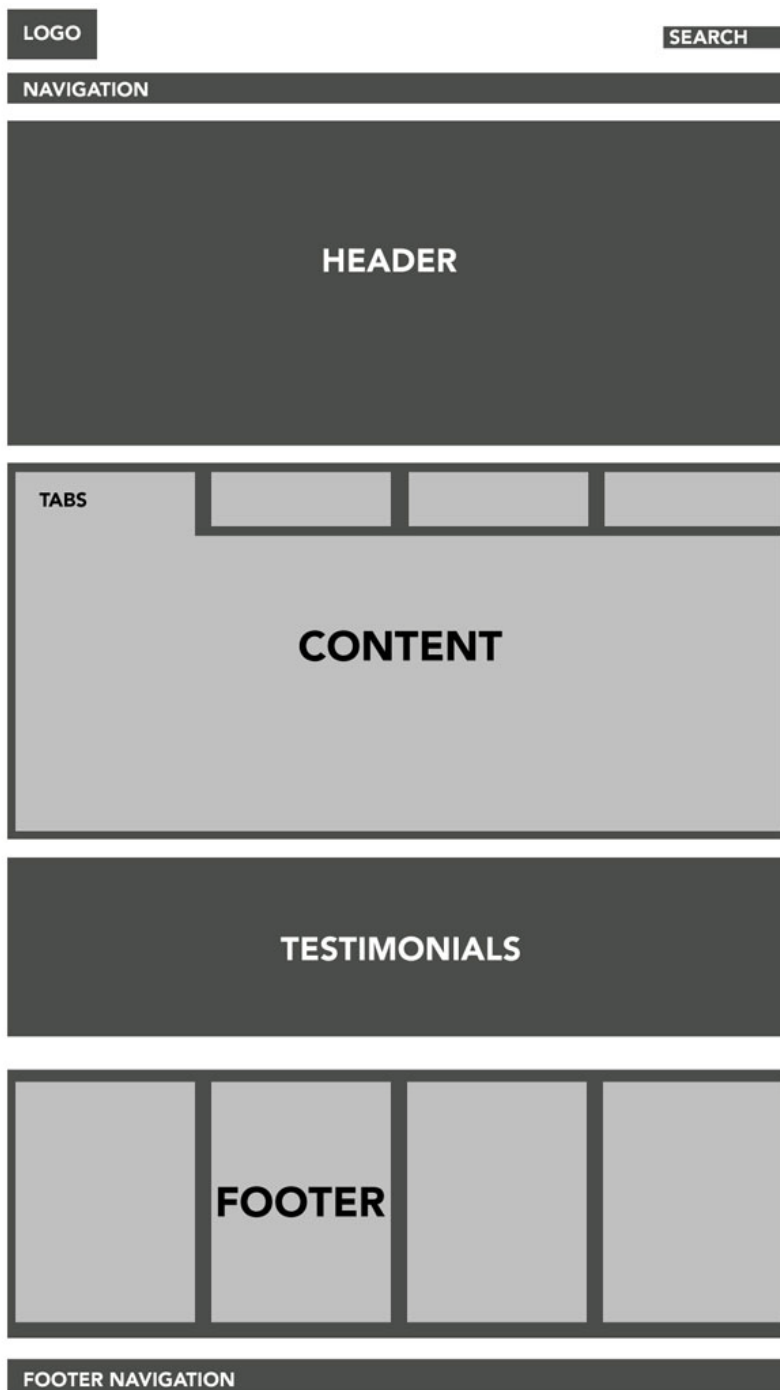 LOGO
SEARCH
NAVIGATION
HEADER
TABS
CONTENT
TESTIMONIALS
FOOTER
FOOTER NAVIGATION